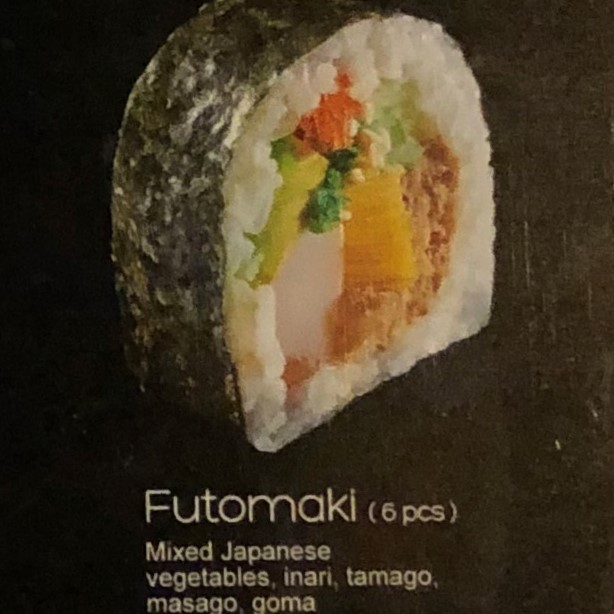 Futomaki (6 pcs)
Mixed Japanese
vegetables, inari, tamago,
masago, goma